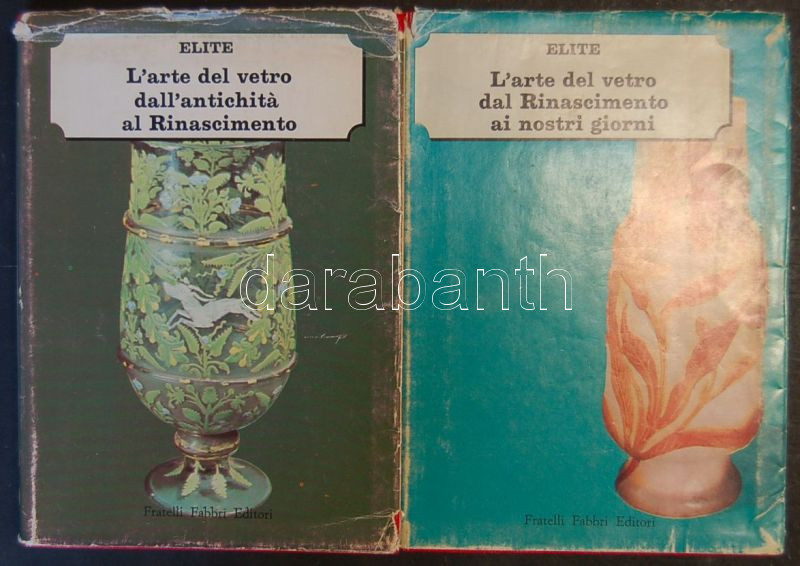 ELITE
L'arte del vetro
dall'antichità
al Rinascimento
Fratelli Fabbri Editori
ELITE
L'arte del vetro
dal Rinascimento
ai nostri giorni
Fratelli Fabbri Editori
darabanth